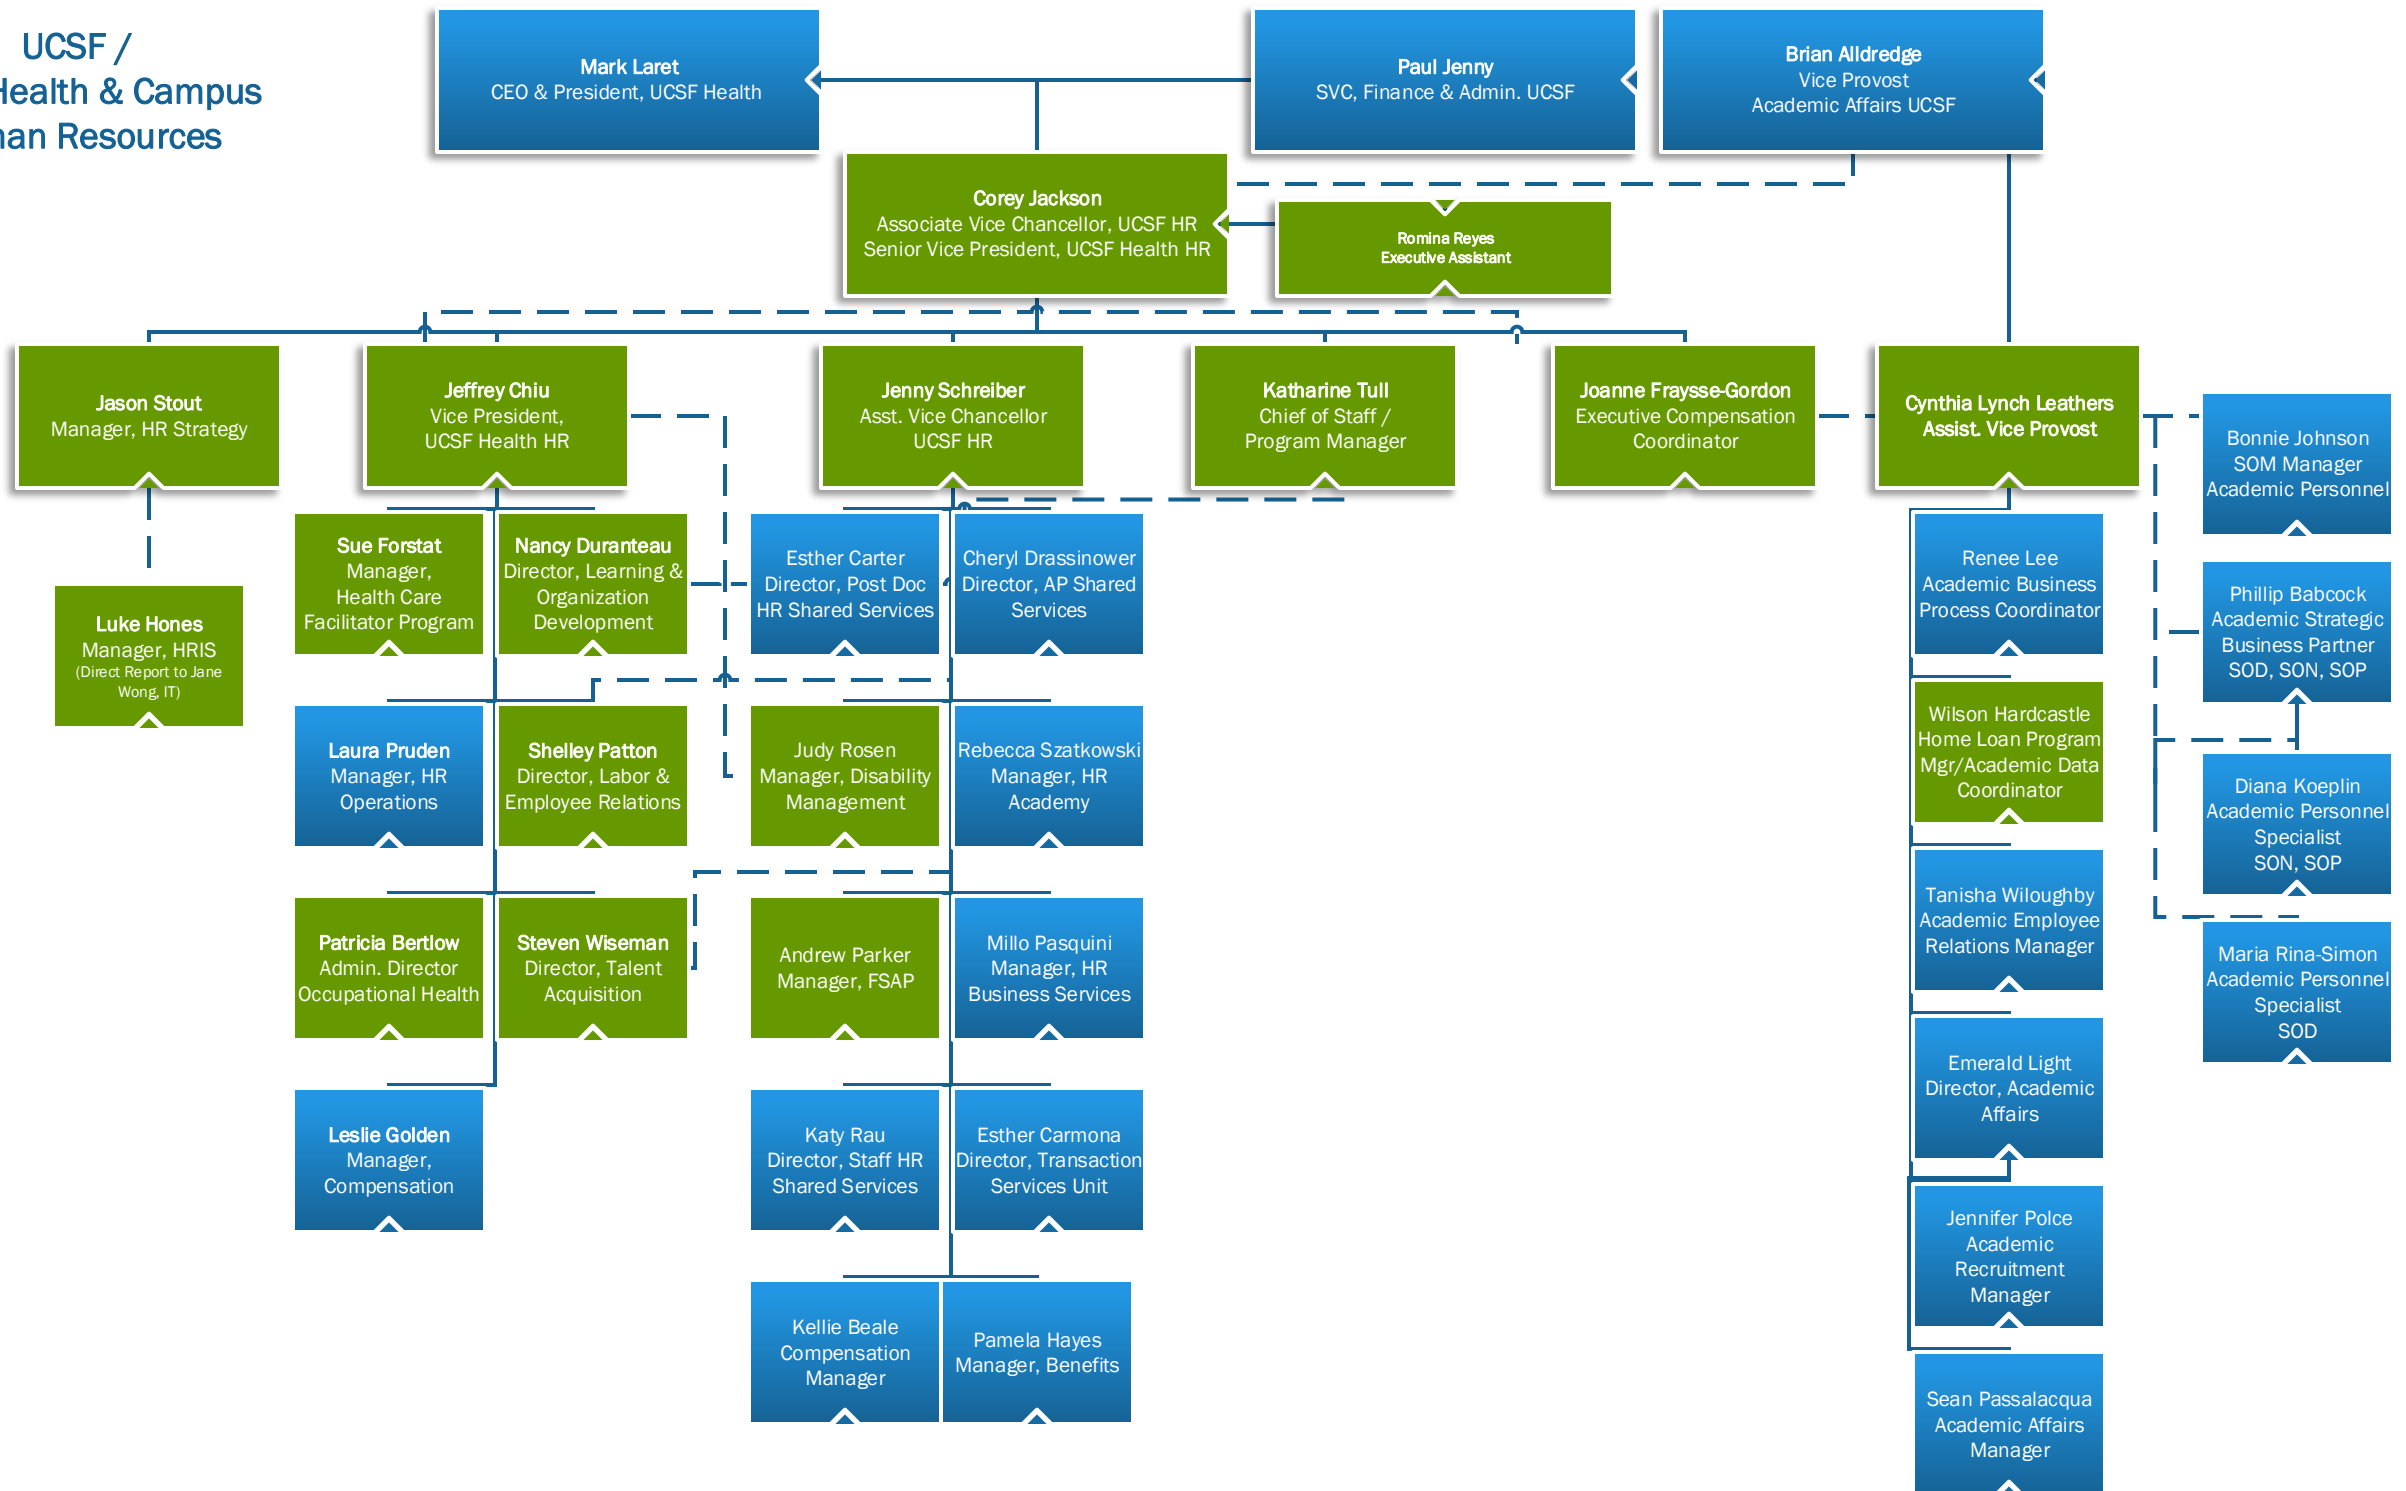 UCSF /
Health & Campus
an Resources
Mark Laret
CEO & President, UCSF Health
Paul Jenny
SVC, Finance & Admin. UCSF
Brian Alldredge
Vice Provost
Academic Affairs UCSF
Corey Jackson
Associate Vice Chancellor, UCSF HR
Senior Vice President, UCSF Health HR
Romina Reyes
Executive Assistant
Jason Stout
Manager, HR Strategy
Jeffrey Chiu
Vice President,
UCSF Health HR
Jenny Schreiber
Asst. Vice Chancellor
UCSF HR
Katharine Tull
Chief of Staff /
Program Manager
Joanne Fraysse-Gordon
Executive Compensation
Coordinator
Cynthia Lynch Leathers
Assist. Vice Provost
Bonnie Johnson
SOM Manager
Academic Personnel
Luke Hones
Manager, HRIS
(Direct Report to Jane
Wong, IT)
Sue Forstat
Manager,
Health Care
Facilitator Program
Nancy Duranteau
Director, Learning &
Organization
Development
Esther Carter
Director, Post Doc
HR Shared Services
Cheryl Drassinower
Director, AP Shared
Services
Renee Lee
Academic Business
Process Coordinator
Phillip Babcock
Academic Strategic
Business Partner
SOD, SON, SOP
Laura Pruden
Manager, HR
Operations
Shelley Patton
Director, Labor &
Employee Relations
Judy Rosen
Manager, Disability
Management
Rebecca Szatkowski
Manager, HR
Academy
Wilson Hardcastle
Home Loan Program
Mgr/Academic Data
Coordinator
Diana Koeplin
Academic Personnel
Specialist
SON, SOP
Patricia Bertlow
Admin. Director
Occupational Health
Steven Wiseman
Director, Talent
Acquisition
Andrew Parker
Manager, FSAP
Millo Pasquini
Manager, HR
Business Services
Tanisha Wiloughby
Academic Employee
Relations Manager
Maria Rina-Simon
Academic Personnel
Specialist
SOD
Leslie Golden
Manager,
Compensation
Katy Rau
Director, Staff HR
Shared Services
Esther Carmona
Director, Transaction
Services Unit
Emerald Light
Director, Academic
Affairs
Kellie Beale
Compensation
Manager
Pamela Hayes
Manager, Benefits
Jennifer Polce
Academic
Recruitment
Manager
Sean Passalacqua
Academic Affairs
Manager